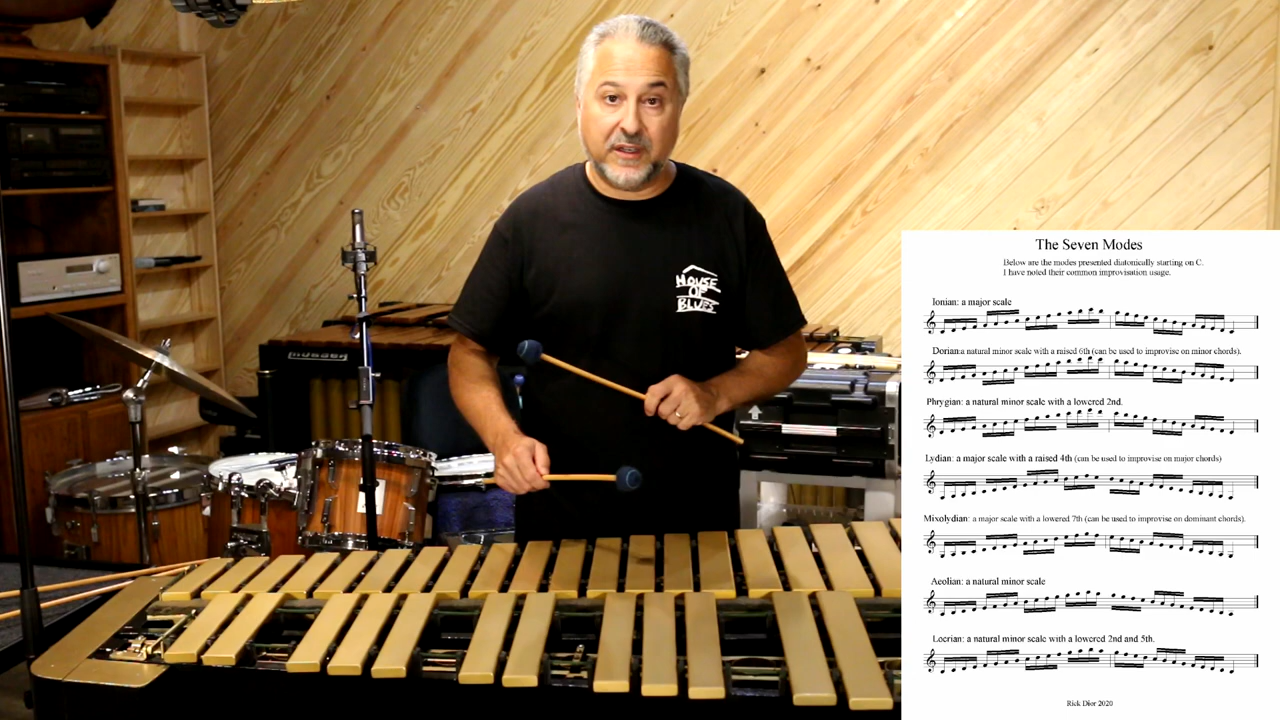 MUSSER
HOUSE
OF
BLUES
The Seven Modes
Below are the modes presented diatonically starting on C.
I have noted their common improvisation usage.
Ionian: a major scale
Dorian:a natural minor scale with a raised 6th (can be used to improvise on minor chords).
Phrygian: a natural minor scale with a lowered 2nd.
Lydian: a major scale with a raised 4th (can be used to improvise on major chords)
Mixolydian: a major scale with a lowered 7th (can be used to improvise on dominant chords).
Aeolian: a natural minor scale
Locrian: a natural minor scale with a lowered 2nd and 5th.
Rick Dior 2020